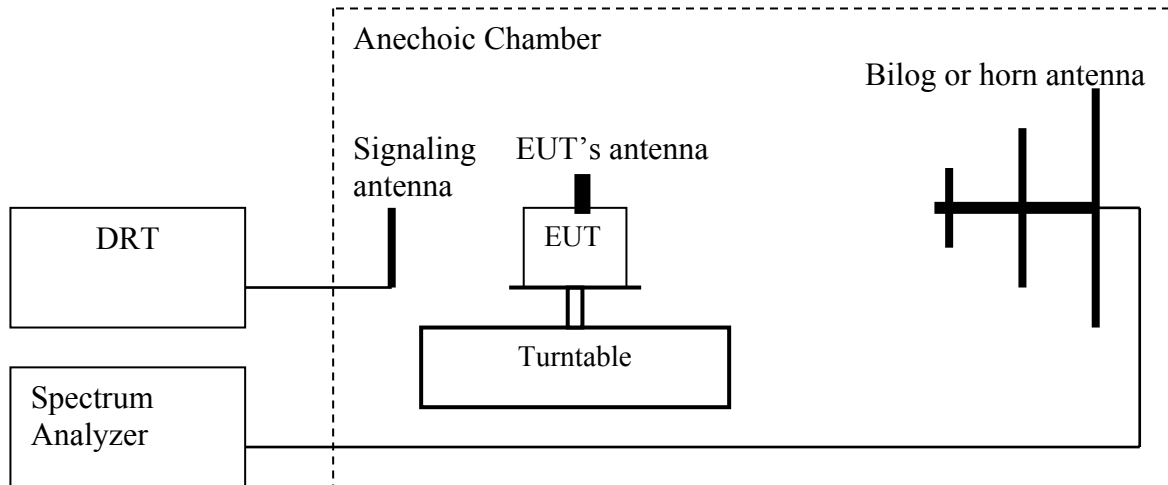 Anechoic Chamber
Bilog or horn antenna
Signaling
antenna
EUT’s antenna
DRT
EUT
Turntable
Spectrum
Analyzer